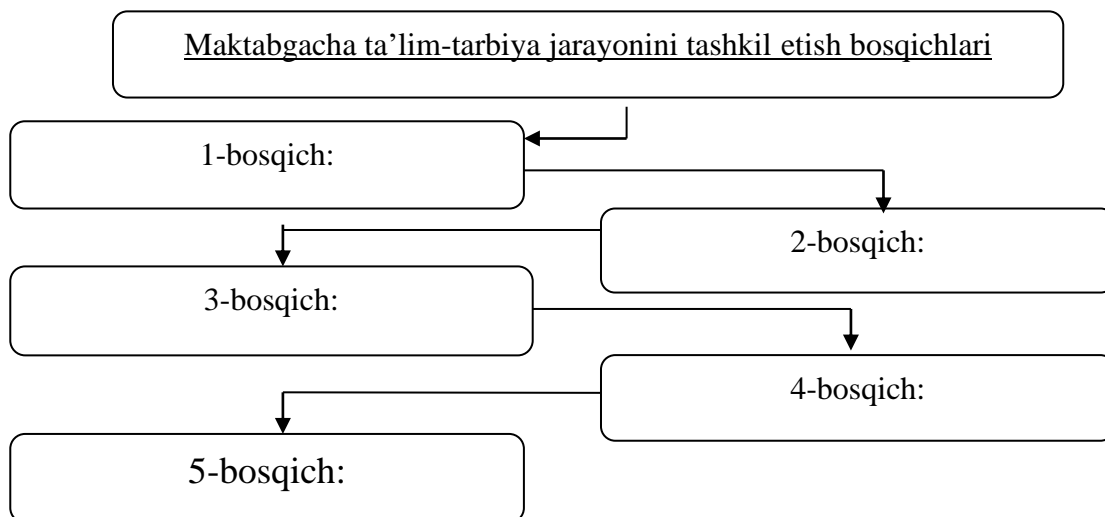 Maktabgacha ta’lim-tarbiya jarayonini tashkil etish bosqichlari
1-bosqich:
2-bosqich:
3-bosqich:
4-bosqich:
5-bosqich: